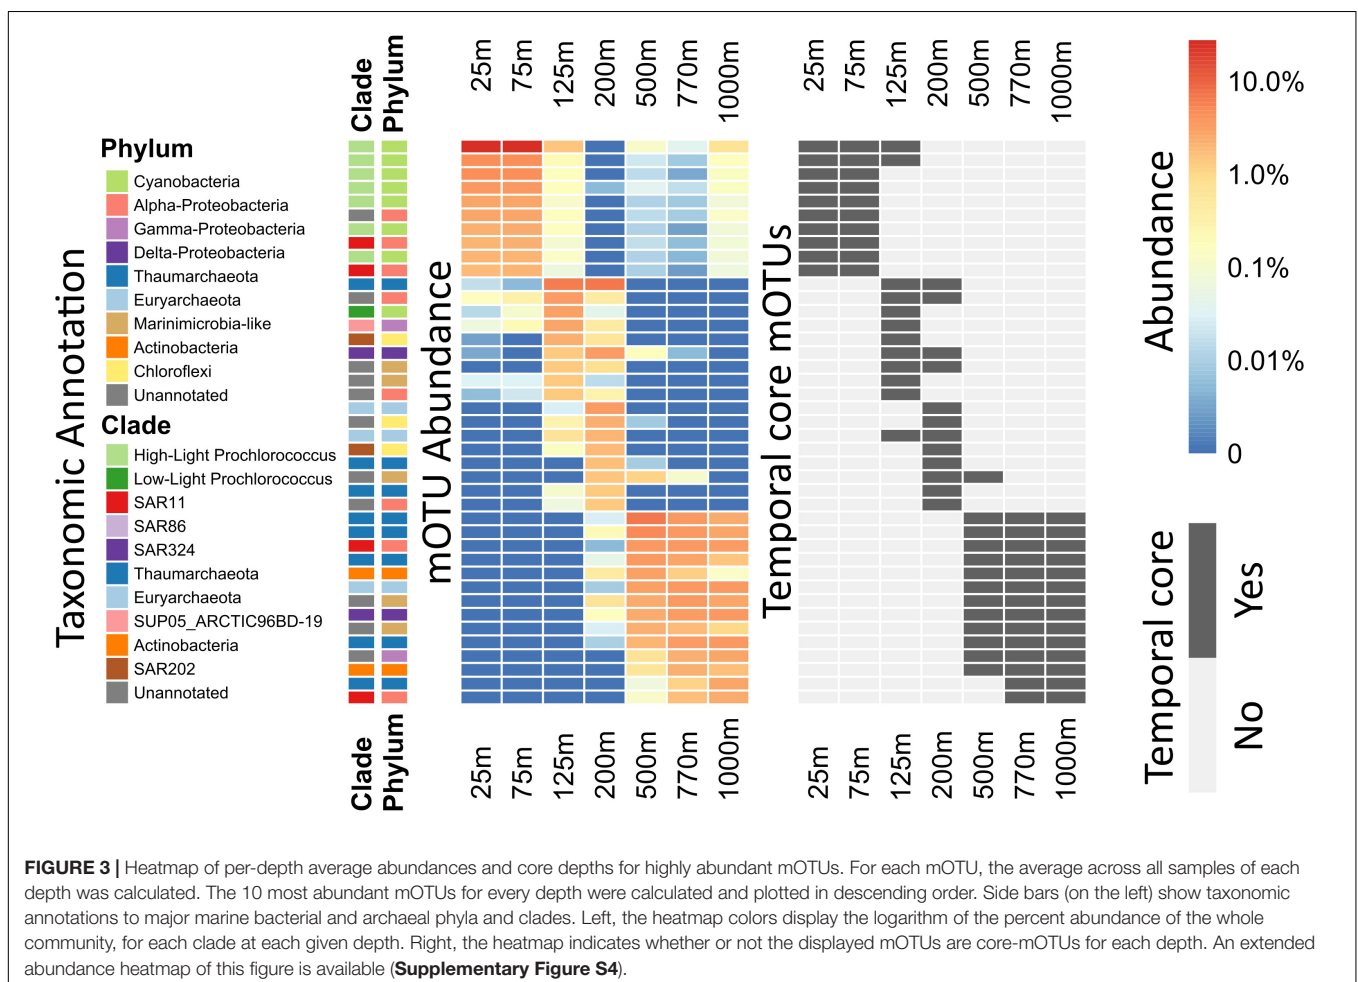 Clade
Phylum
25m
75m
125m
200m
500m
770m
1000m
25m
75m
125m
200m
500m
770m
1000m
Taxonomic Annotation
Phylum
Cyanobacteria
Alpha-Proteobacteria
Gamma-Proteobacteria
Delta-Proteobacteria
Thaumarchaeota
Euryarchaeota
Marinimicrobia-like
Actinobacteria
Chloroflexi
Unannotated
Clade
High-Light Prochlorococcus
Low-Light Prochlorococcus
SAR11
SAR86
SAR324
Thaumarchaeota
Euryarchaeota
SUP05_ARCTIC96BD-19
Actinobacteria
SAR202
Unannotated
mOTU Abundance
Temporal core mOTUs
Abundance
10.0%
1.0%
0.1%
0.01%
0
Temporal core
Yes
No
Clade
Phylum
25m
75m
125m
200m
500m
770m
1000m
25m
75m
125m
200m
500m
770m
1000m
FIGURE 3 | Heatmap of per-depth average abundances and core depths for highly abundant mOTUs. For each mOTU, the average across all samples of each
depth was calculated. The 10 most abundant mOTUs for every depth were calculated and plotted in descending order. Side bars (on the left) show taxonomic
annotations to major marine bacterial and archaeal phyla and clades. Left, the heatmap colors display the logarithm of the percent abundance of the whole
community, for each clade at each given depth. Right, the heatmap indicates whether or not the displayed mOTUs are core-mOTUs for each depth. An extended
abundance heatmap of this figure is available (Supplementary Figure S4).